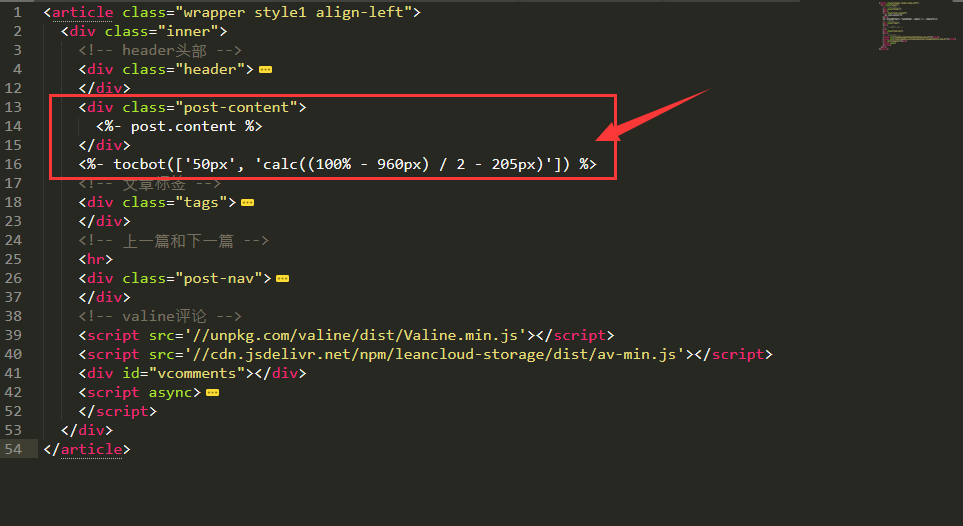 1 <article class="wrapper style1 align-left">
2 <div class="inner">
3 <!-- header头部 -->
4 <div class="header">
12 </div>
13 <div class="post-content">
14 <%- post.content %>
15 </div>
16 <%- tocbot(['50px', 'calc((100% - 960px) / 2 - 205px)']) %>
17 <!-- 文章标签 -->
18 <div class="tags">
23 </div>
24 <!-- 上一篇和下一篇 -->
25 <hr>
26 <div class="post-nav">
37 </div>
38 <!-- valine评论 -->
39 <script src='//unpkg.com/valine/dist/Valine.min.js'></script>
40 <script src='//cdn.jsdelivr.net/npm/leancloud-storage/dist/av-min.js'></script>
41 <div id="vcomments"></div>
42 <script async>
52 </script>
53 </div>
54 </article>